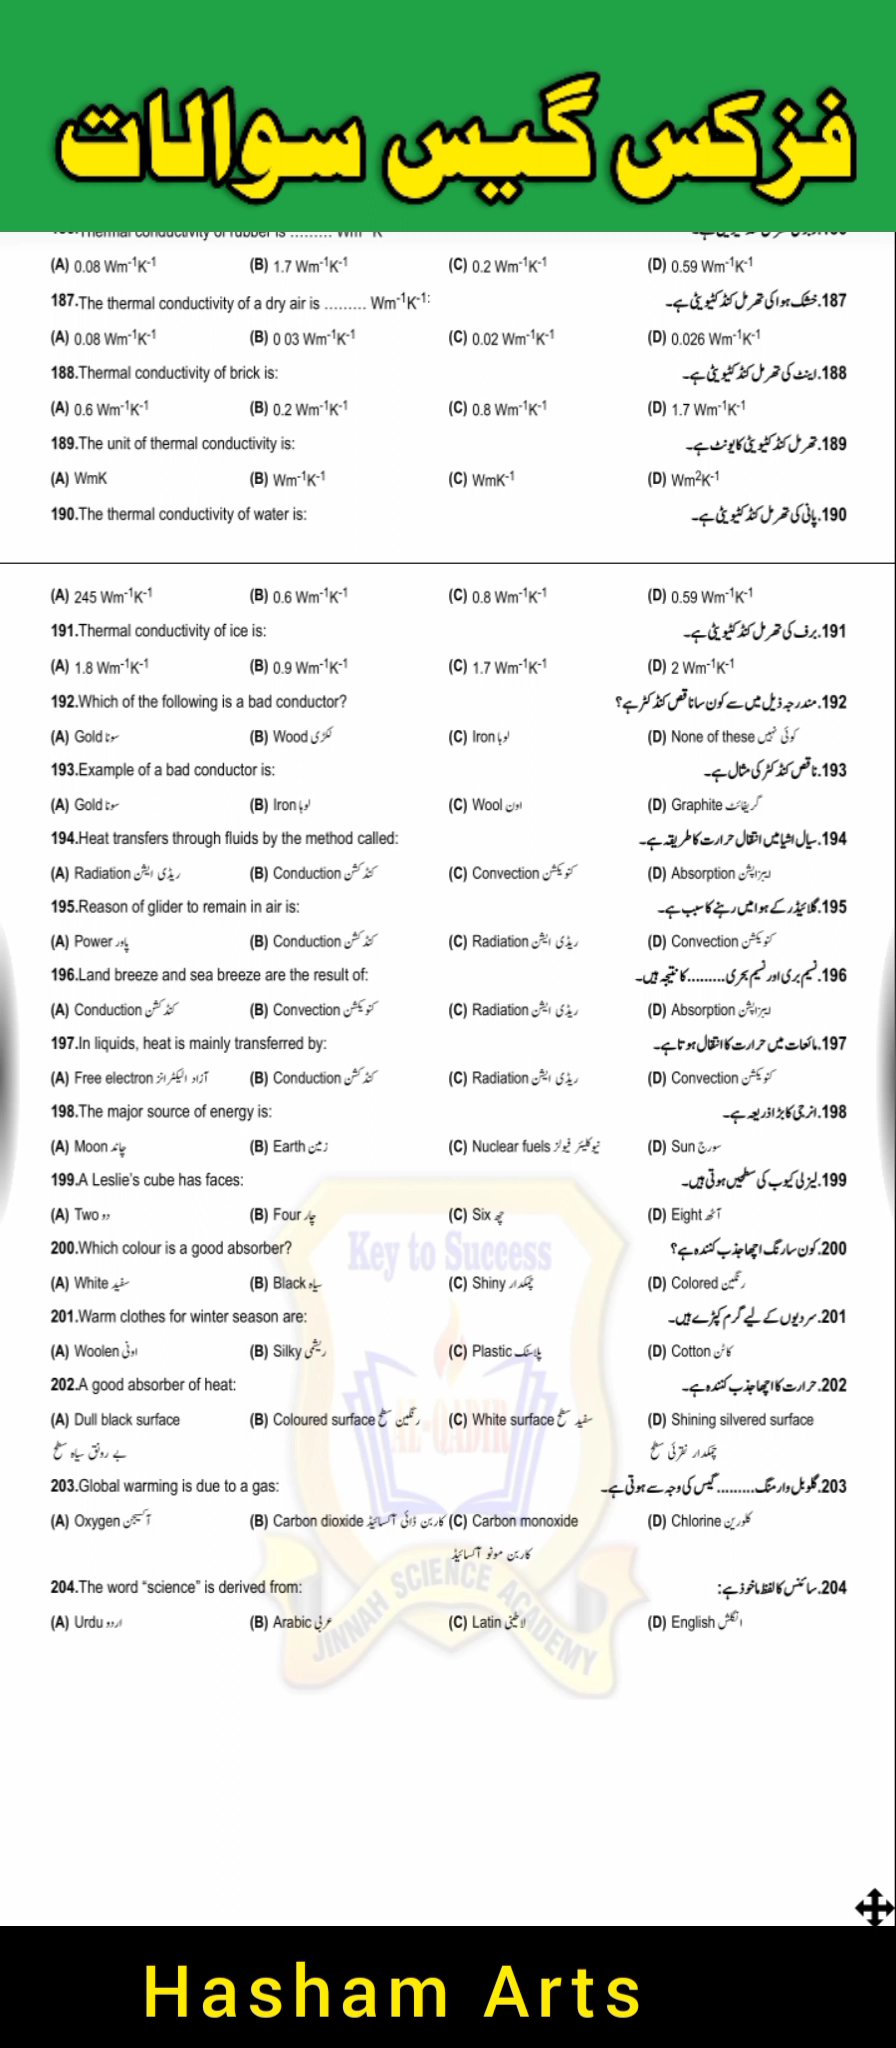 فزکس گیس سوالات
Thermal conductivity of rubber is ......... Wm⁻¹K⁻¹
(A) 0.08 Wm⁻¹K⁻¹ (B) 1.7 Wm⁻¹K⁻¹ (C) 0.2 Wm⁻¹K⁻¹ (D) 0.59 Wm⁻¹K⁻¹
187.The thermal conductivity of a dry air is ......... Wm⁻¹K⁻¹: 187.خشک ہوا کی تھرمل کنڈکٹیویٹی ہے۔
(A) 0.08 Wm⁻¹K⁻¹ (B) 0 03 Wm⁻¹K⁻¹ (C) 0.02 Wm⁻¹K⁻¹ (D) 0.026 Wm⁻¹K⁻¹
188.Thermal conductivity of brick is: 188.اینٹ کی تھرمل کنڈکٹیویٹی ہے۔
(A) 0.6 Wm⁻¹K⁻¹ (B) 0.2 Wm⁻¹K⁻¹ (C) 0.8 Wm⁻¹K⁻¹ (D) 1.7 Wm⁻¹K⁻¹
189.The unit of thermal conductivity is: 189.تھرمل کنڈکٹیویٹی کا یونٹ ہے۔
(A) WmK (B) Wm⁻¹K⁻¹ (C) WmK⁻¹ (D) Wm²K⁻¹
190.The thermal conductivity of water is: 190.پانی کی تھرمل کنڈکٹیویٹی ہے۔
(A) 245 Wm⁻¹K⁻¹ (B) 0.6 Wm⁻¹K⁻¹ (C) 0.8 Wm⁻¹K⁻¹ (D) 0.59 Wm⁻¹K⁻¹
191.Thermal conductivity of ice is: 191.برف کی تھرمل کنڈکٹیویٹی ہے۔
(A) 1.8 Wm⁻¹K⁻¹ (B) 0.9 Wm⁻¹K⁻¹ (C) 1.7 Wm⁻¹K⁻¹ (D) 2 Wm⁻¹K⁻¹
192.Which of the following is a bad conductor? 192.مندرجہ ذیل میں سے کون سا ناقص کنڈکٹر ہے؟
(A) Gold سونا (B) Wood لکڑی (C) Iron لوہا (D) None of these کوئی نہیں
193.Example of a bad conductor is: 193.ناقص کنڈکٹر کی مثال ہے۔
(A) Gold سونا (B) Iron لوہا (C) Wool اون (D) Graphite گریفائٹ
194.Heat transfers through fluids by the method called: 194.سیال اشیا میں انتقال حرارت کا طریقہ ہے۔
(A) Radiation ریڈی ایشن (B) Conduction کنڈکشن (C) Convection کنویکشن (D) Absorption ایبزاپشن
195.Reason of glider to remain in air is: 195.گلائیڈر کے ہوا میں رہنے کا سبب ہے۔
(A) Power پاور (B) Conduction کنڈکشن (C) Radiation ریڈی ایشن (D) Convection کنویکشن
196.Land breeze and sea breeze are the result of: 196.نسیم بری اور نسیم بحری.........کا نتیجہ ہیں۔
(A) Conduction کنڈکشن (B) Convection کنویکشن (C) Radiation ریڈی ایشن (D) Absorption ایبزاپشن
197.In liquids, heat is mainly transferred by: 197.مائعات میں حرارت کا انتقال ہوتا ہے۔
(A) Free electron آزاد الیکٹرانز (B) Conduction کنڈکشن (C) Radiation ریڈی ایشن (D) Convection کنویکشن
198.The major source of energy is: 198.انرجی کا بڑا ذریعہ ہے۔
(A) Moon چاند (B) Earth زمین (C) Nuclear fuels نیوکلیئر فیولز (D) Sun سورج
199.A Leslie's cube has faces: 199.لیزلی کیوب کی سطحیں ہوتی ہیں۔
(A) Two دو (B) Four چار (C) Six چھ (D) Eight آٹھ
Key to Success
200.Which colour is a good absorber? 200.کون سا رنگ اچھا جذب کنندہ ہے؟
(A) White سفید (B) Black سیاہ (C) Shiny چمکدار (D) Colored رنگین
201.Warm clothes for winter season are: 201.سردیوں کے لیے گرم کپڑے ہیں۔
(A) Woolen اونی (B) Silky ریشمی (C) Plastic پلاسٹک (D) Cotton کاٹن
202.A good absorber of heat: 202.حرارت کا اچھا جذب کنندہ ہے۔
(A) Dull black surface (B) Coloured surface رنگین سطح (C) White surface سفید سطح (D) Shining silvered surface
AL-QADIR
بے رونق سیاہ سطح چمکدار نقرئی سطح
203.Global warming is due to a gas: 203.گلوبل وارمنگ.........گیس کی وجہ سے ہوتی ہے۔
(A) Oxygen آکسیجن (B) Carbon dioxide کاربن ڈائی آکسائیڈ (C) Carbon monoxide (D) Chlorine کلورین
کاربن مونو آکسائیڈ
204.The word “science” is derived from: 204.سائنس کا لفظ ماخوذ ہے:
(A) Urdu اردو (B) Arabic عربی (C) Latin لاطینی (D) English انگلش
JINNAH SCIENCE ACADEMY
Hasham Arts